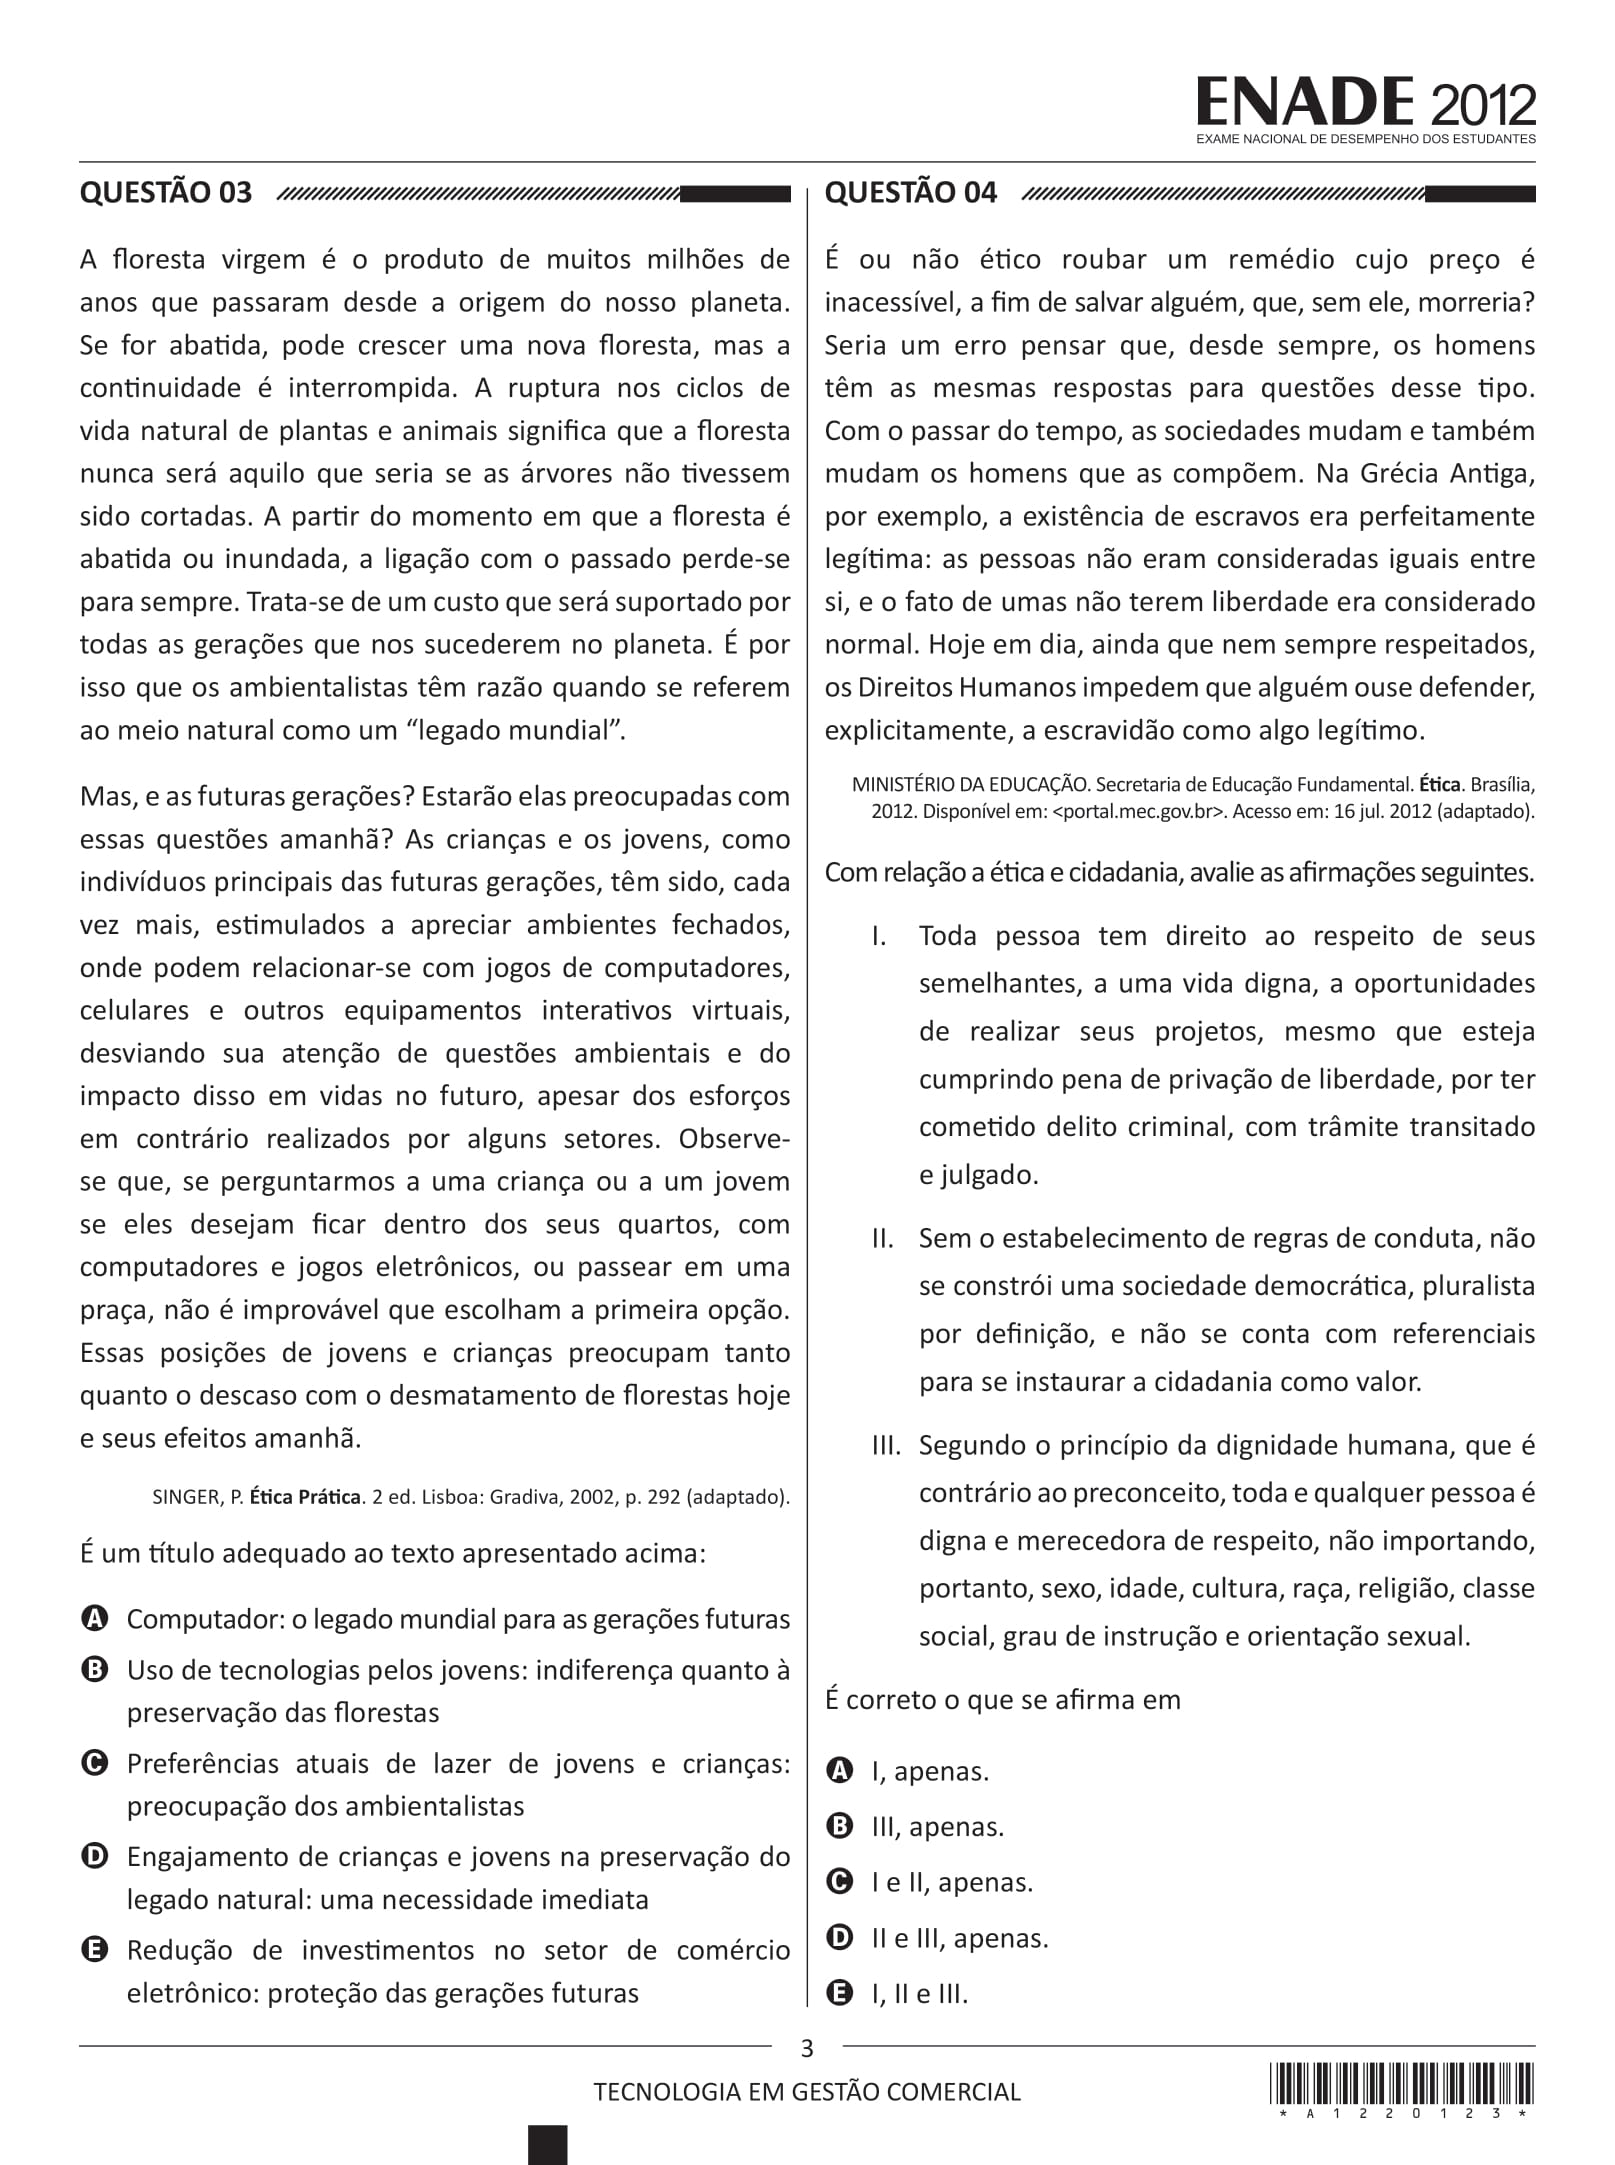 ENADE 2012
EXAME NACIONAL DE DESEMPENHO DOS ESTUDANTES
QUESTÃO 03
A floresta virgem é o produto de muitos milhões de
anos que passaram desde a origem do nosso planeta.
Se for abatida, pode crescer uma nova floresta, mas a
continuidade é interrompida. A ruptura nos ciclos de
vida natural de plantas e animais significa que a floresta
nunca será aquilo que seria se as árvores não tivessem
sido cortadas. A partir do momento em que a floresta é
abatida ou inundada, a ligação com o passado perde-se
para sempre. Trata-se de um custo que será suportado por
todas as gerações que nos sucederem no planeta. É por
isso que os ambientalistas têm razão quando se referem
ao meio natural como um “legado mundial”.
Mas, e as futuras gerações? Estarão elas preocupadas com
essas questões amanhã? As crianças e os jovens, como
indivíduos principais das futuras gerações, têm sido, cada
vez mais, estimulados a apreciar ambientes fechados,
onde podem relacionar-se com jogos de computadores,
celulares e outros equipamentos interativos virtuais,
desviando sua atenção de questões ambientais e do
impacto disso em vidas no futuro, apesar dos esforços
em contrário realizados por alguns setores. Observe-
se que, se perguntarmos a uma criança ou a um jovem
se eles desejam ficar dentro dos seus quartos, com
computadores e jogos eletrônicos, ou passear em uma
praça, não é improvável que escolham a primeira opção.
Essas posições de jovens e crianças preocupam tanto
quanto o descaso com o desmatamento de florestas hoje
e seus efeitos amanhã.
SINGER, P. Ética Prática. 2 ed. Lisboa: Gradiva, 2002, p. 292 (adaptado).
É um título adequado ao texto apresentado acima:
A Computador: o legado mundial para as gerações futuras
B Uso de tecnologias pelos jovens: indiferença quanto à
preservação das florestas
C Preferências atuais de lazer de jovens e crianças:
preocupação dos ambientalistas
D Engajamento de crianças e jovens na preservação do
legado natural: uma necessidade imediata
E Redução de investimentos no setor de comércio
eletrônico: proteção das gerações futuras
QUESTÃO 04
É ou não ético roubar um remédio cujo preço é
inacessível, a fim de salvar alguém, que, sem ele, morreria?
Seria um erro pensar que, desde sempre, os homens
têm as mesmas respostas para questões desse tipo.
Com o passar do tempo, as sociedades mudam e também
mudam os homens que as compõem. Na Grécia Antiga,
por exemplo, a existência de escravos era perfeitamente
legítima: as pessoas não eram consideradas iguais entre
si, e o fato de umas não terem liberdade era considerado
normal. Hoje em dia, ainda que nem sempre respeitados,
os Direitos Humanos impedem que alguém ouse defender,
explicitamente, a escravidão como algo legítimo.
MINISTÉRIO DA EDUCAÇÃO. Secretaria de Educação Fundamental. Ética. Brasília,
2012. Disponível em: <portal.mec.gov.br>. Acesso em: 16 jul. 2012 (adaptado).
Com relação a ética e cidadania, avalie as afirmações seguintes.
I. Toda pessoa tem direito ao respeito de seus
semelhantes, a uma vida digna, a oportunidades
de realizar seus projetos, mesmo que esteja
cumprindo pena de privação de liberdade, por ter
cometido delito criminal, com trâmite transitado
e julgado.
II. Sem o estabelecimento de regras de conduta, não
se constrói uma sociedade democrática, pluralista
por definição, e não se conta com referenciais
para se instaurar a cidadania como valor.
III. Segundo o princípio da dignidade humana, que é
contrário ao preconceito, toda e qualquer pessoa é
digna e merecedora de respeito, não importando,
portanto, sexo, idade, cultura, raça, religião, classe
social, grau de instrução e orientação sexual.
É correto o que se afirma em
A I, apenas.
B III, apenas.
C I e II, apenas.
D II e III, apenas.
E I, II e III.
3
TECNOLOGIA EM GESTÃO COMERCIAL
* A 1 2 2 0 1 2 3 *